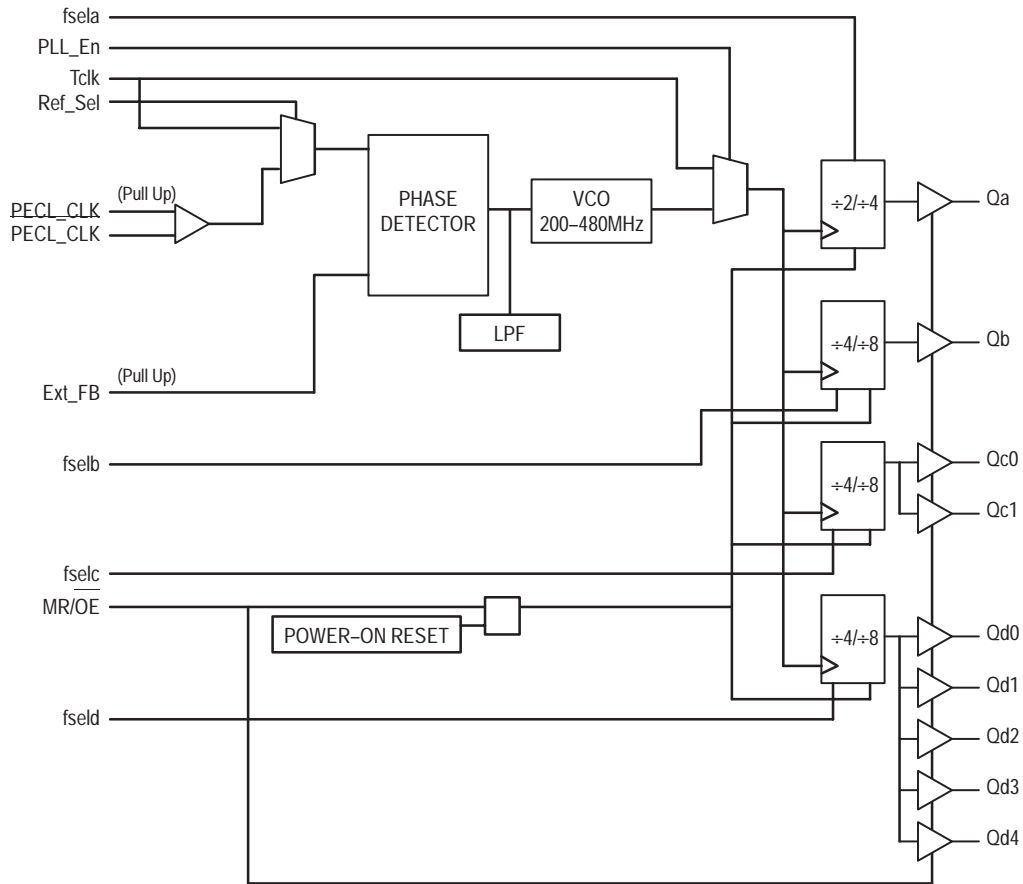 fsela
PLL_En
Tclk
Ref_Sel
(Pull Up)
PECL_CLK
PECL_CLK
PHASE
DETECTOR
VCO
200–480MHz
LPF
÷2/÷4
Qa
÷4/÷8
Qb
(Pull Up)
Ext_FB
fselb
÷4/÷8
Qc0
Qc1
fselc
MR/O̅E̅
POWER–ON RESET
÷4/÷8
Qd0
Qd1
fseld
Qd2
Qd3
Qd4